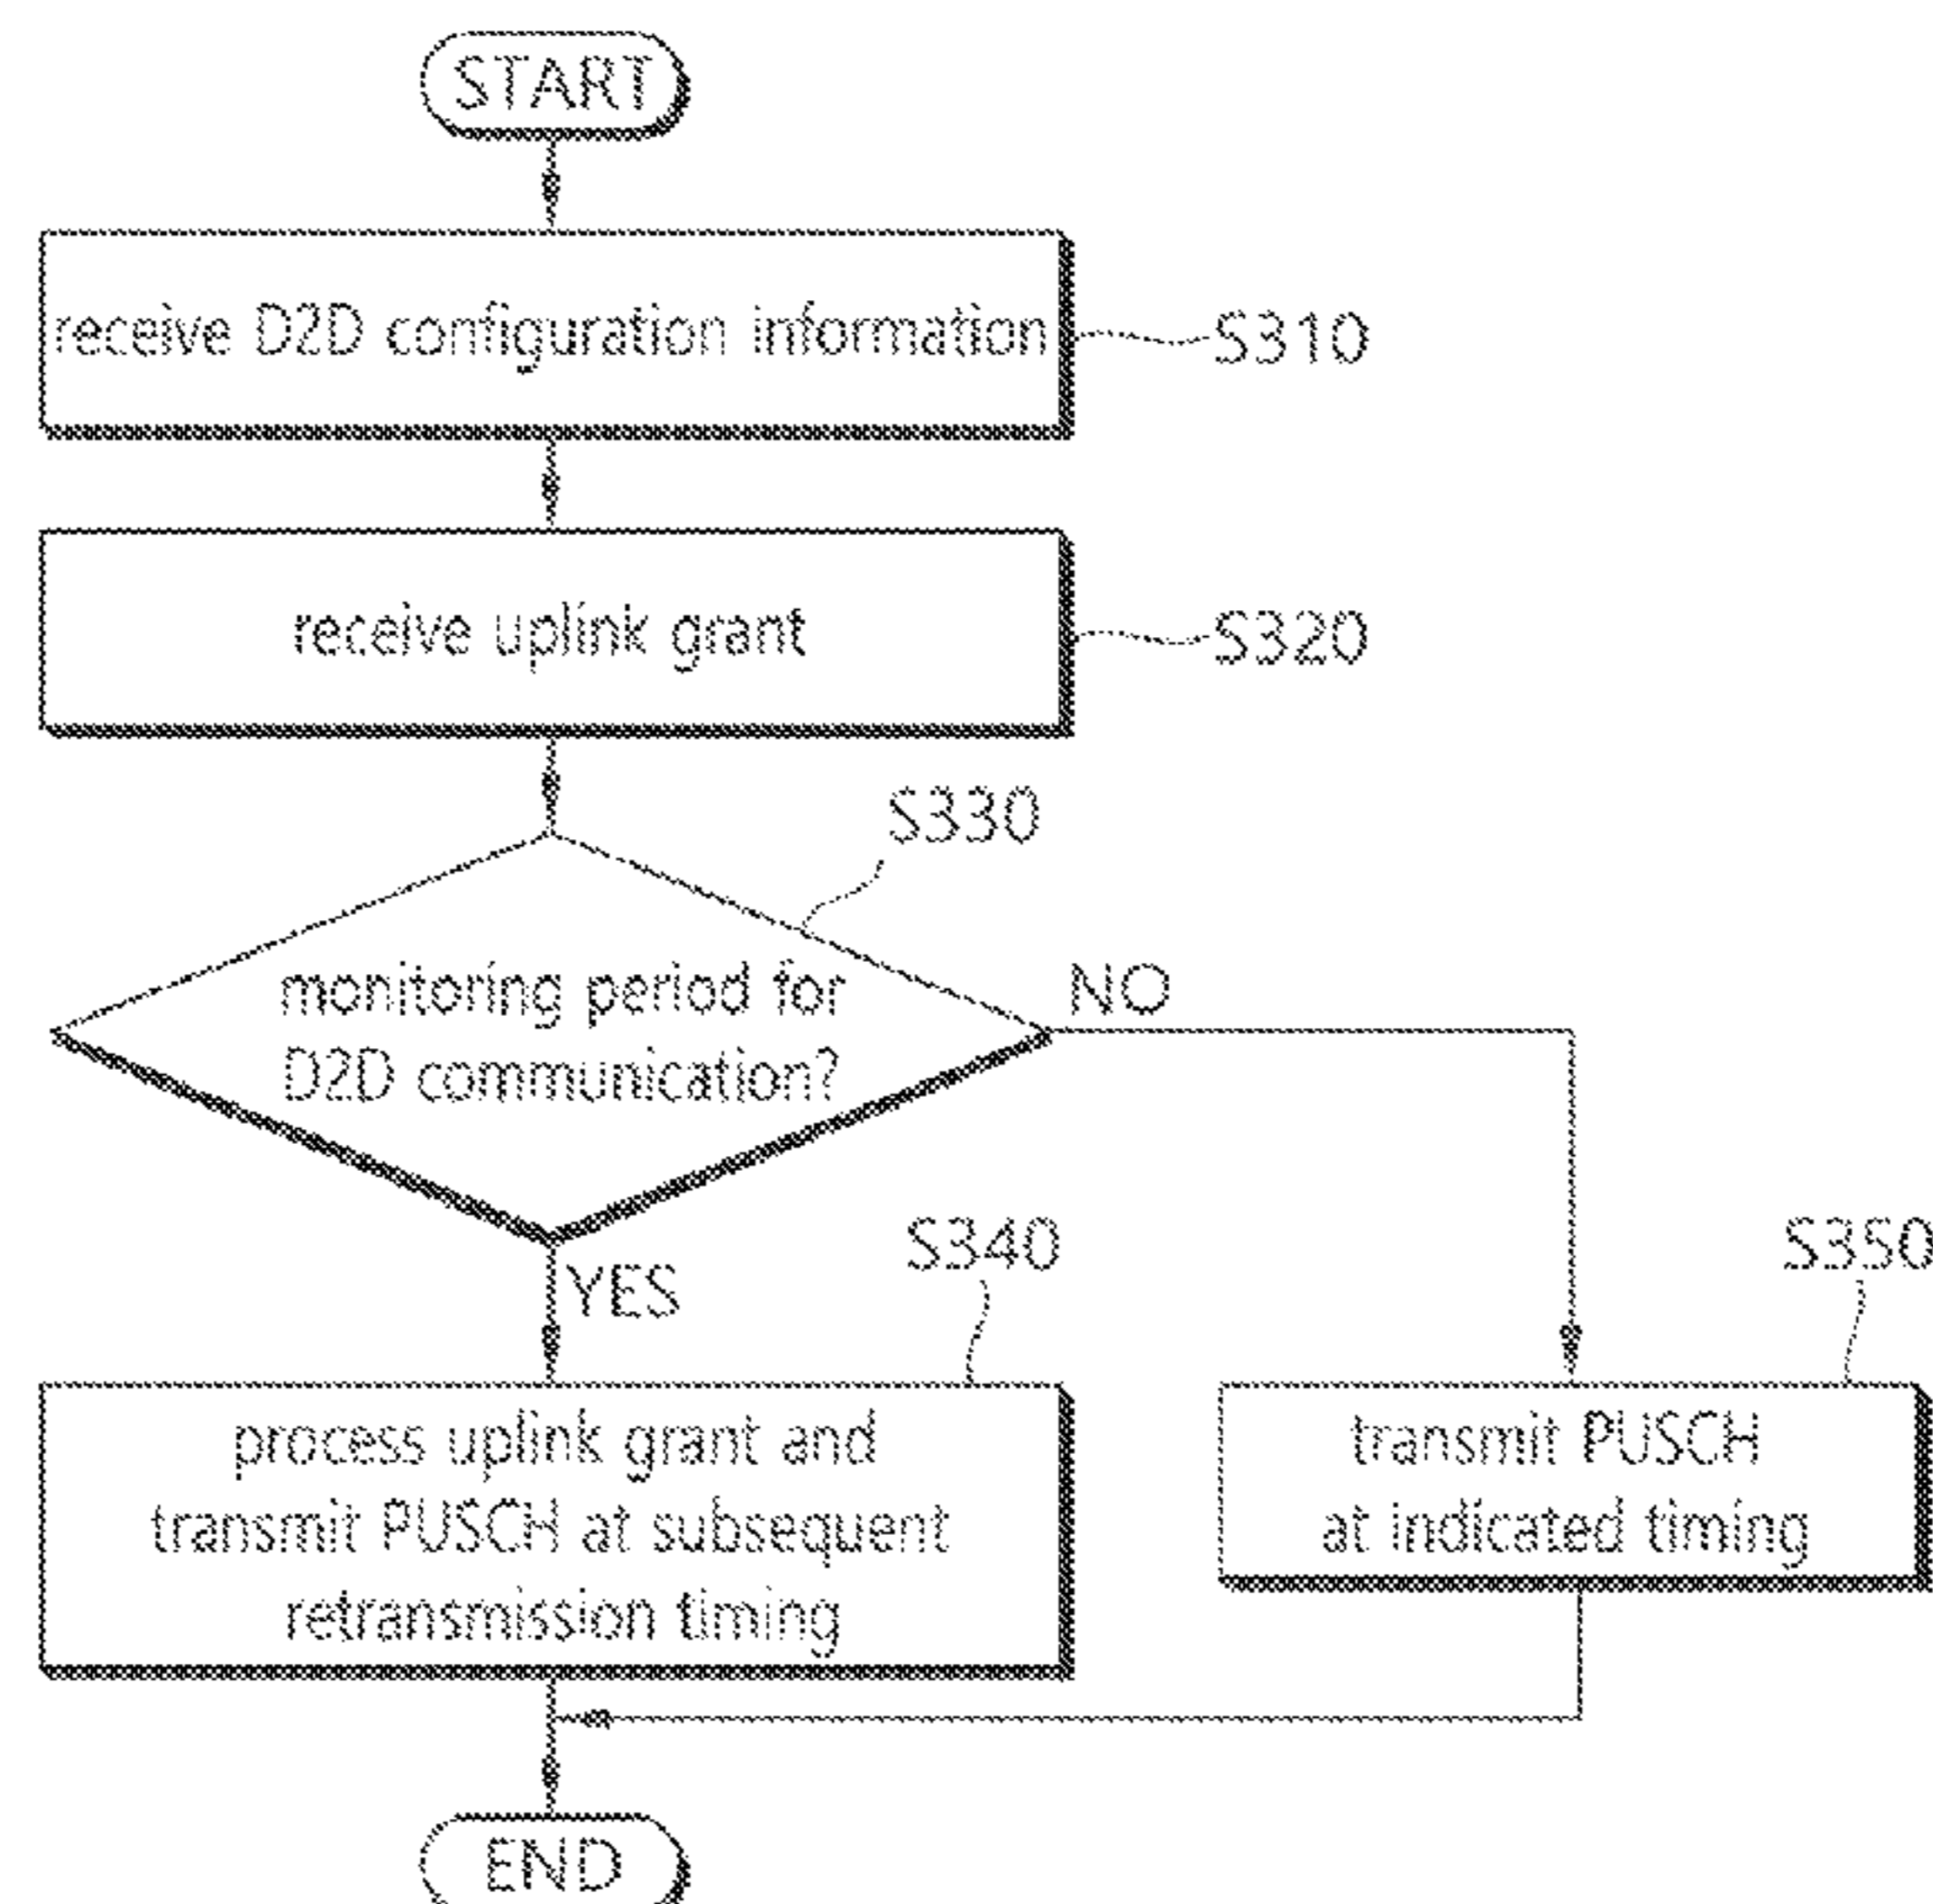 START
receive D2D configuration information
S310
receive uplink grant
S320
S330
monitoring period for
D2D communication?
NO
YES
S340
S350
process uplink grant and
transmit PUSCH at subsequent
retransmission timing
transmit PUSCH
at indicated timing
END